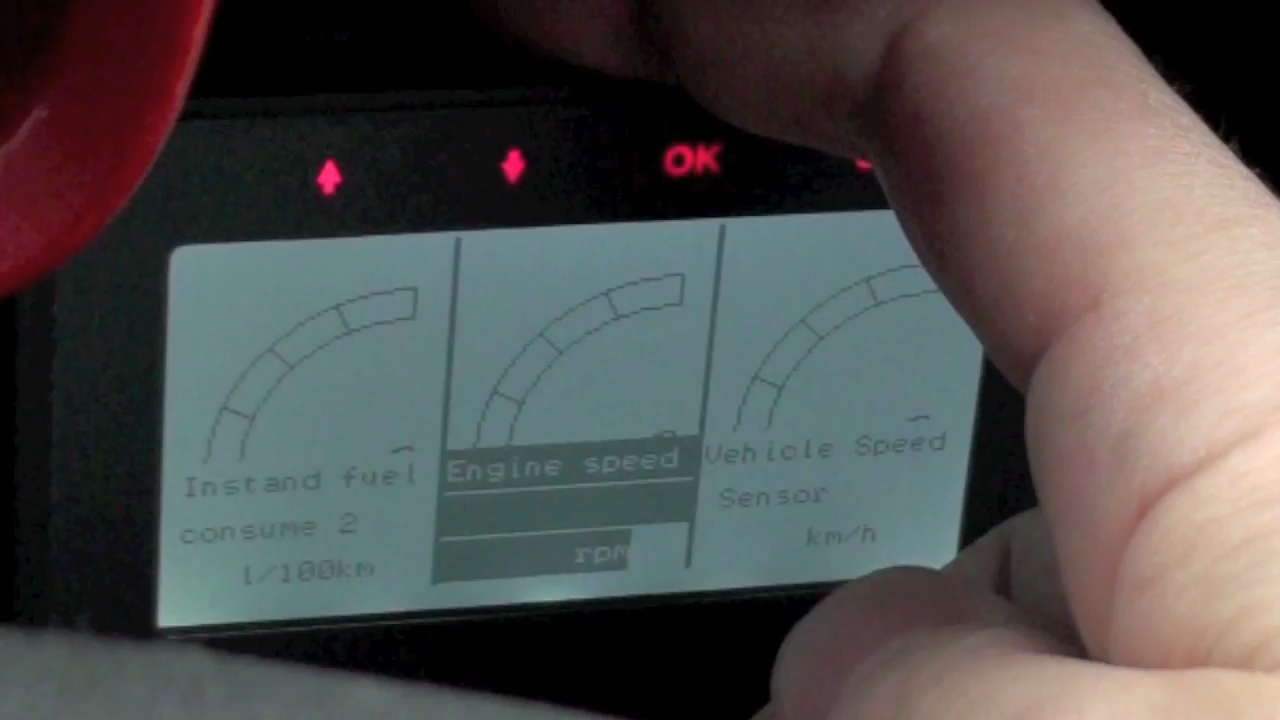 OK
Instand fuel
consume 2
l/100km
Engine speed
rpm
Vehicle Speed
Sensor
km/h